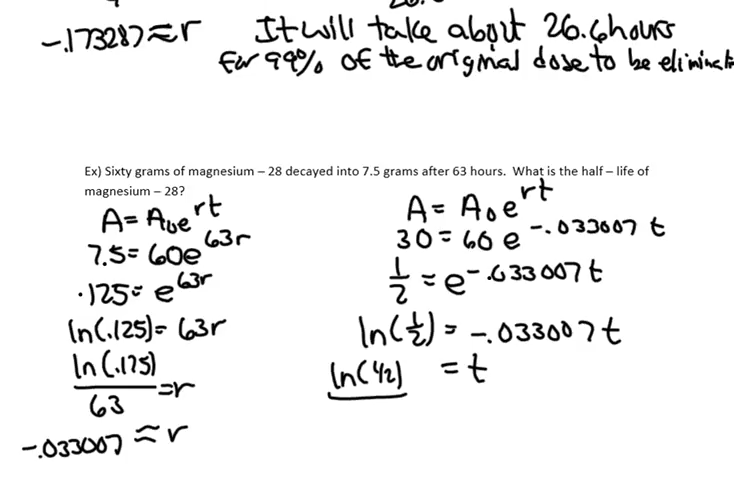 -.173287≈r
It will take about 26.6 hours
for 99% of the original dose to be eliminat
Ex) Sixty grams of magnesium – 28 decayed into 7.5 grams after 63 hours. What is the half – life of
magnesium – 28?
A = A₀e^rt
7.5 = 60e^63r
.125 = e^63r
ln(.125) = 63r
ln(.125)
63
=r
-.033007 ≈ r
A = A₀e^rt
30 = 60e^-.033007t
1/2 = e^-.033007t
ln(1/2) = -.033007t
ln(1/2) = t